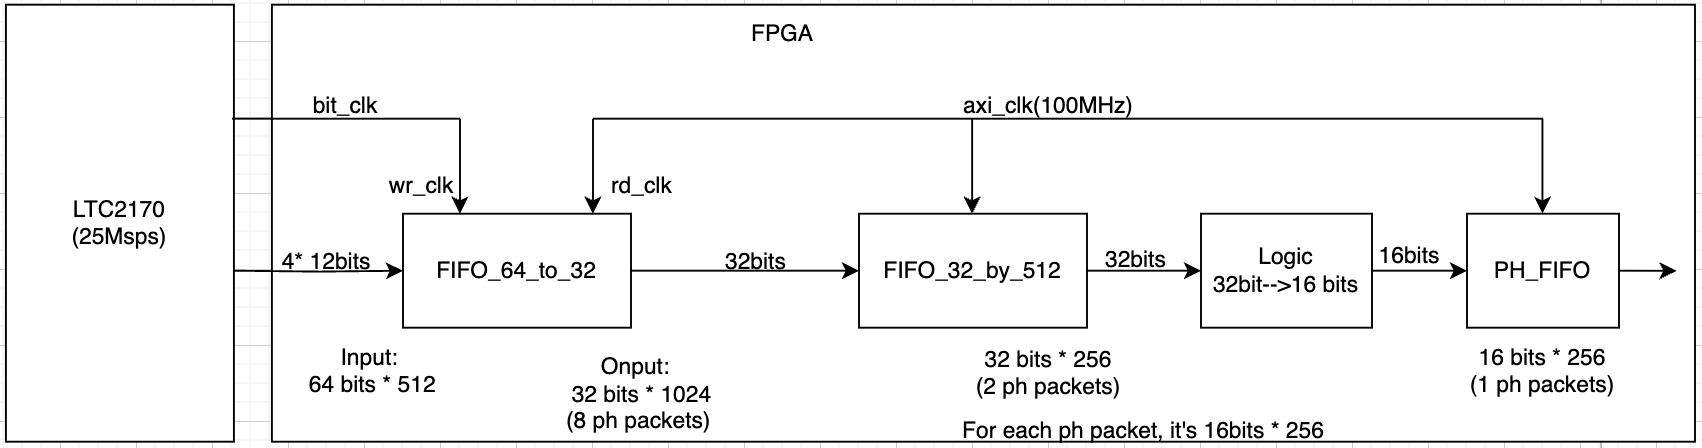 FPGA
bit_clk
axi_clk(100MHz)
wr_clk
rd_clk
LTC2170
(25Msps)
4* 12bits
FIFO_64_to_32
32bits
FIFO_32_by_512
32bits
Logic
32bit-->16 bits
16bits
PH_FIFO
Input:
64 bits * 512
Onput:
32 bits * 1024
(8 ph packets)
32 bits * 256
(2 ph packets)
16 bits * 256
(1 ph packets)
For each ph packet, it's 16bits * 256